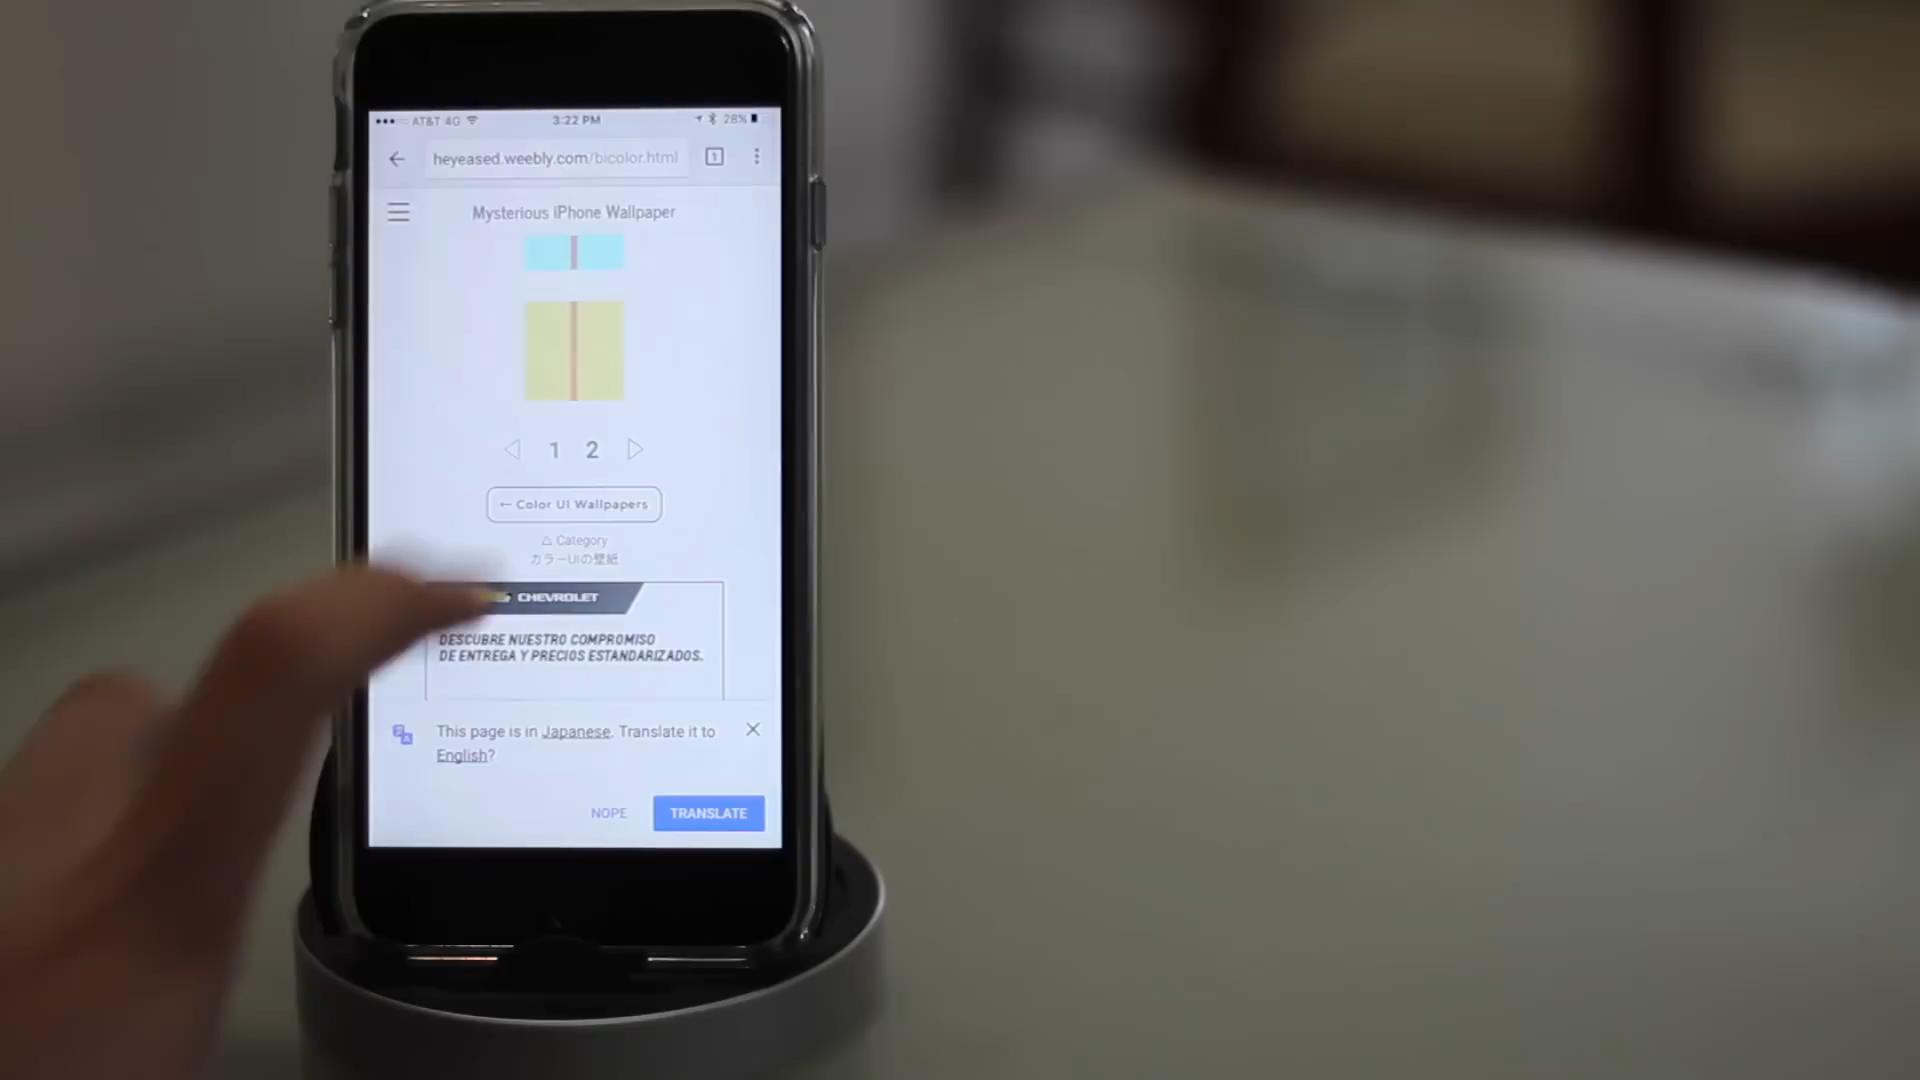 AT&T 4G 3:22 PM 28%
heyeased.weebly.com/bicolor.html 1
Mysterious iPhone Wallpaper
1 2
← Color UI Wallpapers
△ Category
カラーUIの壁紙
CHEVROLET
DESCUBRE NUESTRO COMPROMISO
DE ENTREGA Y PRECIOS ESTANDARIZADOS.
This page is in Japanese. Translate it to
English?
NOPE TRANSLATE